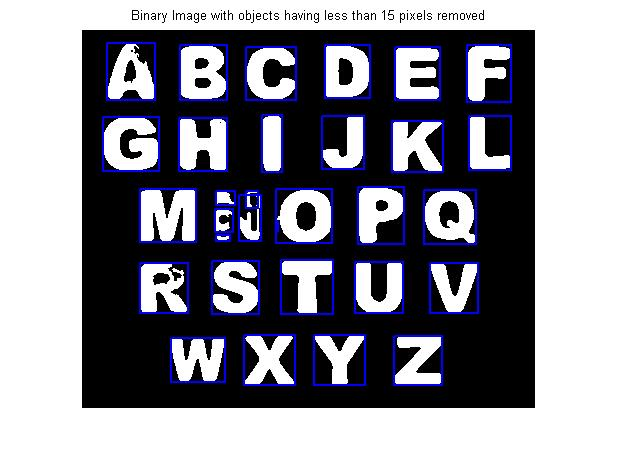 Binary Image with objects having less than 15 pixels removed
A B C D E F
G H I J K L
M O P Q
R S T U V
W X Y Z